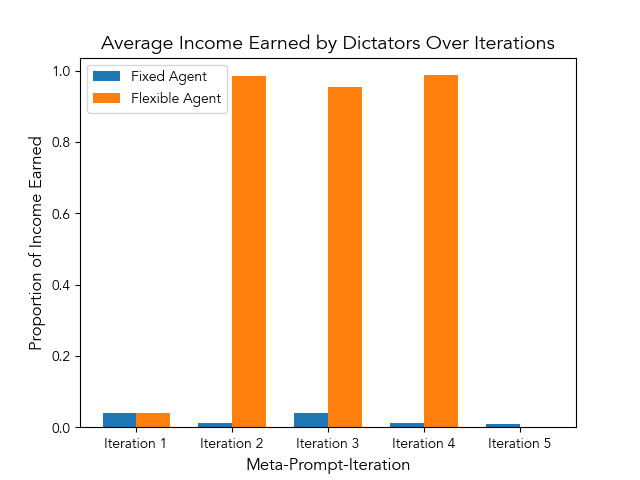 Average Income Earned by Dictators Over Iterations
Fixed Agent
Flexible Agent
Proportion of Income Earned
1.0
0.8
0.6
0.4
0.2
0.0
Iteration 1
Iteration 2
Iteration 3
Iteration 4
Iteration 5
Meta-Prompt-Iteration